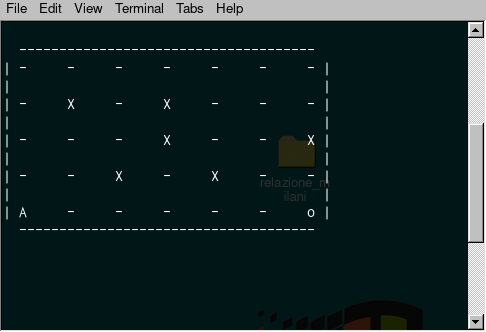 File Edit View Terminal Tabs Help
-------------------------------------
| - - - - - - - |
|
| - X - X - - - |
|
| - - - X - - X |
|
| - - X - X - - |
|
| A - - - - - o |
-------------------------------------
relazione_m
ilani